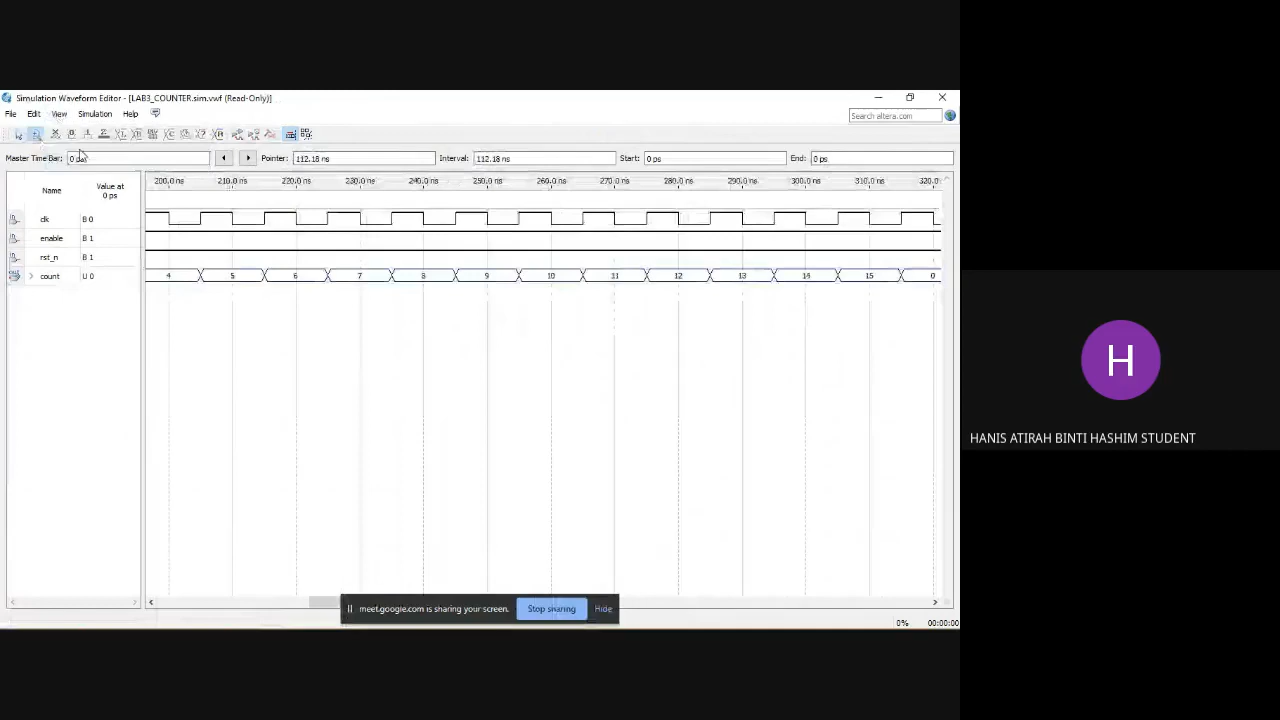 Simulation Waveform Editor - [LAB3_COUNTER.sim.vwf (Read-Only)]
File Edit View Simulation Help
Search altera.com
Master Time Bar: 0 ps Pointer: 112.18 ns Interval: 112.18 ns Start: 0 ps End: 0 ps
Name Value at 0 ps
200.0 ns 210.0 ns 220.0 ns 230.0 ns 240.0 ns 250.0 ns 260.0 ns 270.0 ns 280.0 ns 290.0 ns 300.0 ns 310.0 ns 320.0
clk B 0
enable B 1
rst_n B 1
count U 0 4 5 6 7 8 9 10 11 12 13 14 15 0
H
HANIS ATIRAH BINTI HASHIM STUDENT
meet.google.com is sharing your screen. Stop sharing Hide
0% 00:00:00